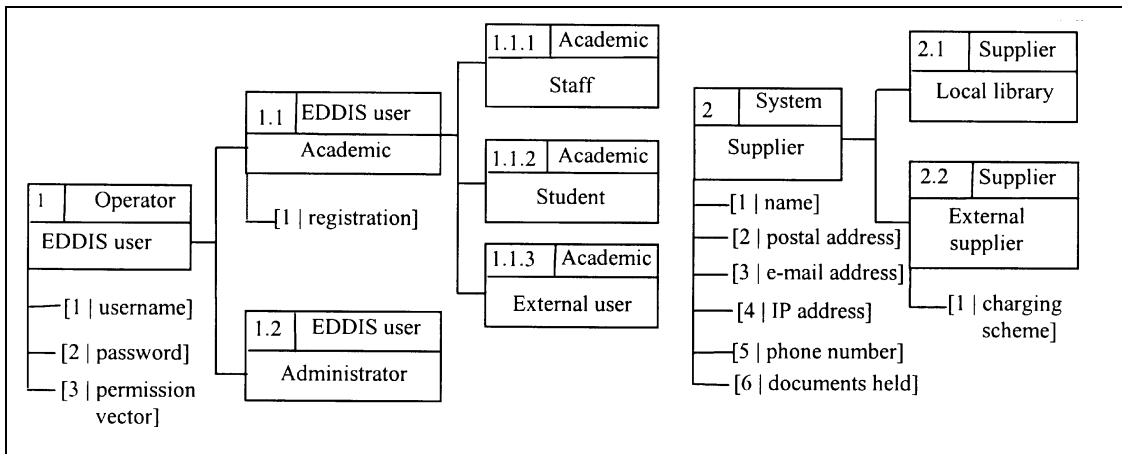 1 Operator
EDDIS user
[1 | username]
[2 | password]
[3 | permission
vector]
1.1 EDDIS user
Academic
[1 | registration]
1.2 EDDIS user
Administrator
1.1.1 Academic
Staff
1.1.2 Academic
Student
1.1.3 Academic
External user
2 System
Supplier
[1 | name]
[2 | postal address]
[3 | e-mail address]
[4 | IP address]
[5 | phone number]
[6 | documents held]
2.1 Supplier
Local library
2.2 Supplier
External
supplier
[1 | charging
scheme]